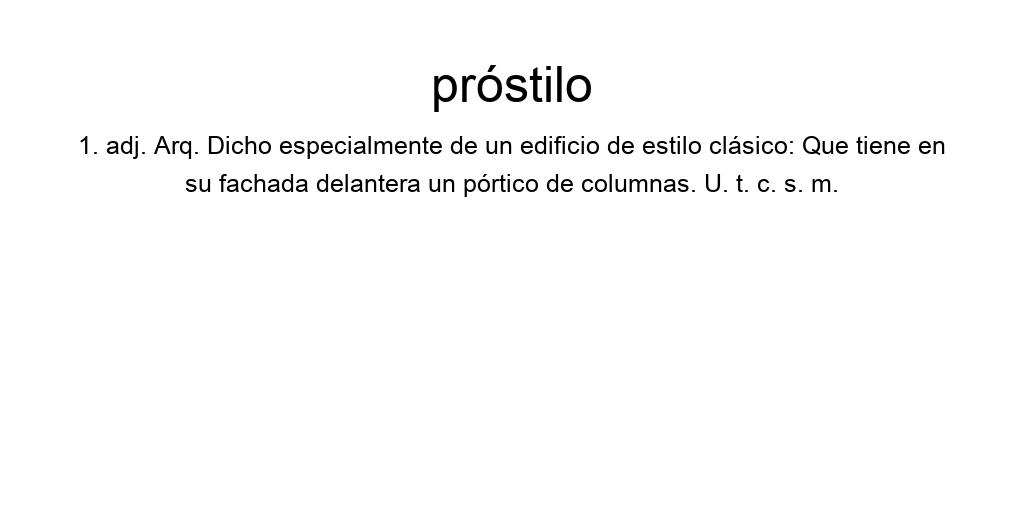 próstilo
1. adj. Arq. Dicho especialmente de un edificio de estilo clásico: Que tiene en
su fachada delantera un pórtico de columnas. U. t. c. s. m.